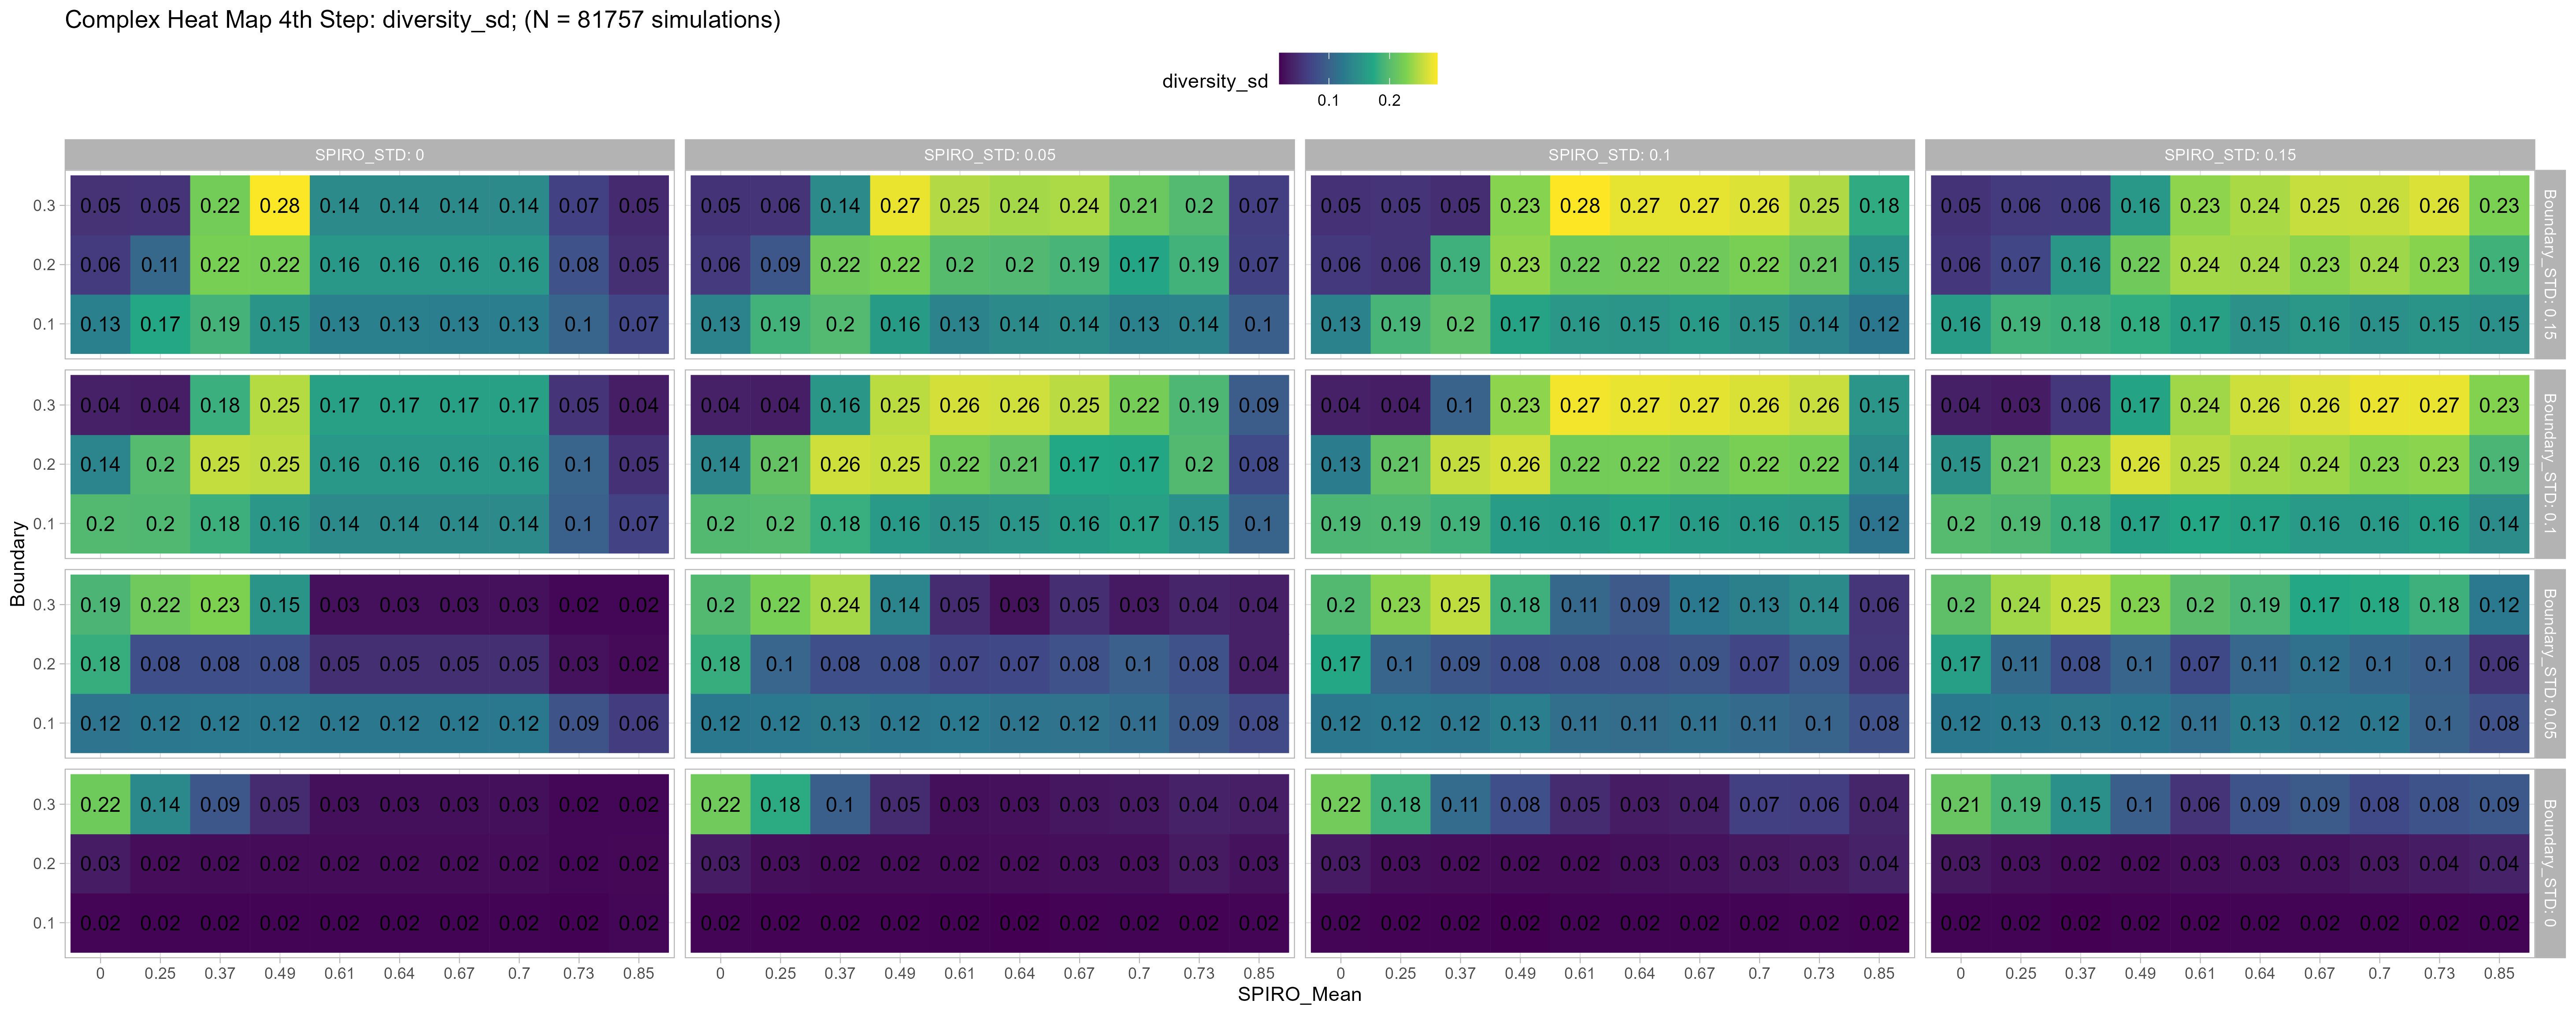 Complex Heat Map 4th Step: diversity_sd; (N = 81757 simulations)
diversity_sd
0.1 0.2
SPIRO_STD: 0 SPIRO_STD: 0.05 SPIRO_STD: 0.1 SPIRO_STD: 0.15
0.3 0.05 0.05 0.22 0.28 0.14 0.14 0.14 0.14 0.07 0.05 0.05 0.06 0.14 0.27 0.25 0.24 0.24 0.21 0.2 0.07 0.05 0.05 0.05 0.23 0.28 0.27 0.27 0.26 0.25 0.18 0.05 0.06 0.06 0.16 0.23 0.24 0.25 0.26 0.26 0.23
0.2 0.06 0.11 0.22 0.22 0.16 0.16 0.16 0.16 0.08 0.05 0.06 0.09 0.22 0.22 0.2 0.2 0.19 0.17 0.19 0.07 0.06 0.06 0.19 0.23 0.22 0.22 0.22 0.22 0.21 0.15 0.06 0.07 0.16 0.22 0.24 0.24 0.23 0.24 0.23 0.19
0.1 0.13 0.17 0.19 0.15 0.13 0.13 0.13 0.13 0.1 0.07 0.13 0.19 0.2 0.16 0.13 0.14 0.14 0.13 0.14 0.1 0.13 0.19 0.2 0.17 0.16 0.15 0.16 0.15 0.14 0.12 0.16 0.19 0.18 0.18 0.17 0.15 0.16 0.15 0.15 0.15
Boundary_STD: 0.15
0.3 0.04 0.04 0.18 0.25 0.17 0.17 0.17 0.17 0.05 0.04 0.04 0.04 0.16 0.25 0.26 0.26 0.25 0.22 0.19 0.09 0.04 0.04 0.1 0.23 0.27 0.27 0.27 0.26 0.26 0.15 0.04 0.03 0.06 0.17 0.24 0.26 0.26 0.27 0.27 0.23
0.2 0.14 0.2 0.25 0.25 0.16 0.16 0.16 0.16 0.1 0.05 0.14 0.21 0.26 0.25 0.22 0.21 0.17 0.17 0.2 0.08 0.13 0.21 0.25 0.26 0.22 0.22 0.22 0.22 0.22 0.14 0.15 0.21 0.23 0.26 0.25 0.24 0.24 0.23 0.23 0.19
0.1 0.2 0.2 0.18 0.16 0.14 0.14 0.14 0.14 0.1 0.07 0.2 0.2 0.18 0.16 0.15 0.15 0.16 0.17 0.15 0.1 0.19 0.19 0.19 0.16 0.16 0.17 0.16 0.16 0.16 0.12 0.2 0.19 0.18 0.17 0.17 0.17 0.16 0.16 0.16 0.14
Boundary_STD: 0.1
Boundary
0.3 0.19 0.22 0.23 0.15 0.03 0.03 0.03 0.03 0.02 0.02 0.2 0.22 0.24 0.14 0.05 0.03 0.05 0.03 0.04 0.04 0.2 0.23 0.25 0.18 0.11 0.09 0.12 0.13 0.14 0.06 0.2 0.24 0.25 0.23 0.2 0.19 0.17 0.18 0.18 0.12
0.2 0.18 0.08 0.08 0.08 0.05 0.05 0.05 0.05 0.03 0.02 0.18 0.1 0.08 0.08 0.07 0.07 0.08 0.1 0.08 0.04 0.17 0.1 0.09 0.08 0.08 0.08 0.09 0.07 0.09 0.06 0.17 0.11 0.08 0.1 0.07 0.11 0.12 0.1 0.1 0.06
0.1 0.12 0.12 0.12 0.12 0.12 0.12 0.12 0.12 0.09 0.06 0.12 0.12 0.13 0.12 0.12 0.12 0.12 0.11 0.09 0.08 0.12 0.12 0.12 0.13 0.11 0.11 0.11 0.11 0.1 0.08 0.12 0.13 0.13 0.12 0.11 0.13 0.12 0.12 0.1 0.08
Boundary_STD: 0.05
0.3 0.22 0.14 0.09 0.05 0.03 0.03 0.03 0.03 0.02 0.02 0.22 0.18 0.1 0.05 0.03 0.03 0.03 0.03 0.04 0.04 0.22 0.18 0.11 0.08 0.05 0.03 0.04 0.07 0.06 0.04 0.21 0.19 0.15 0.1 0.06 0.09 0.09 0.08 0.08 0.09
0.2 0.03 0.02 0.02 0.02 0.02 0.02 0.02 0.02 0.02 0.02 0.03 0.03 0.02 0.02 0.02 0.02 0.03 0.03 0.03 0.03 0.03 0.03 0.02 0.02 0.02 0.03 0.03 0.03 0.03 0.04 0.03 0.03 0.02 0.02 0.03 0.03 0.03 0.03 0.04 0.04
0.1 0.02 0.02 0.02 0.02 0.02 0.02 0.02 0.02 0.02 0.02 0.02 0.02 0.02 0.02 0.02 0.02 0.02 0.02 0.02 0.02 0.02 0.02 0.02 0.02 0.02 0.02 0.02 0.02 0.02 0.02 0.02 0.02 0.02 0.02 0.02 0.02 0.02 0.02 0.02 0.02
Boundary_STD: 0
0 0.25 0.37 0.49 0.61 0.64 0.67 0.7 0.73 0.85 0 0.25 0.37 0.49 0.61 0.64 0.67 0.7 0.73 0.85 0 0.25 0.37 0.49 0.61 0.64 0.67 0.7 0.73 0.85 0 0.25 0.37 0.49 0.61 0.64 0.67 0.7 0.73 0.85
SPIRO_Mean